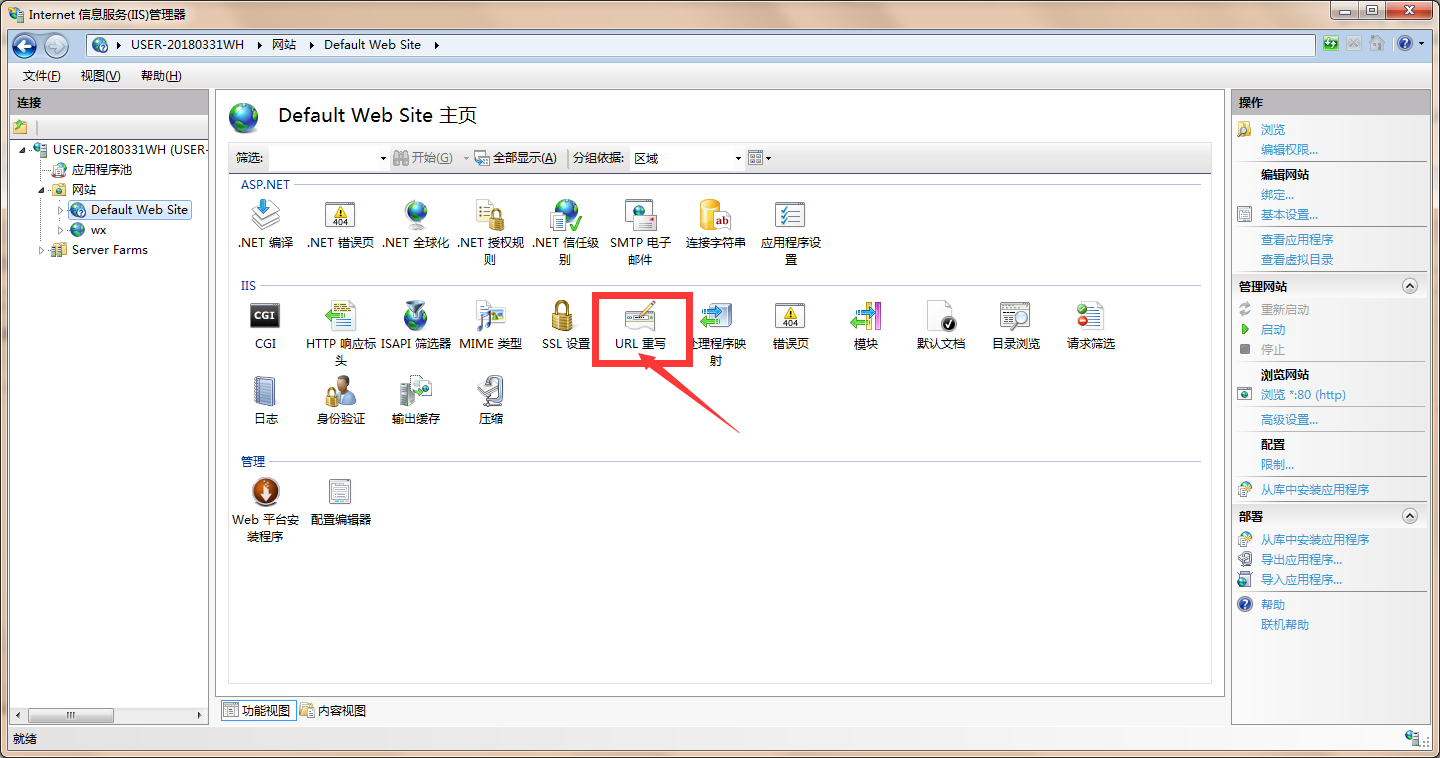 Internet 信息服务(IIS)管理器
USER-20180331WH 网站 Default Web Site
文件(F) 视图(V) 帮助(H)
连接
USER-20180331WH (USER-
应用程序池
网站
Default Web Site
wx
Server Farms
Default Web Site 主页
筛选: 开始(G) 全部显示(A) 分组依据: 区域
ASP.NET
.NET 编译 .NET 错误页 .NET 全球化 .NET 授权规 .NET 信任级 SMTP 电子 连接字符串 应用程序设
则 别 邮件 置
IIS
CGI
404
CGI HTTP 响应标 ISAPI 筛选器 MIME 类型 SSL 设置 URL 重写 处理程序映 错误页 模块 默认文档 目录浏览 请求筛选
头 射
日志 身份验证 输出缓存 压缩
管理
Web 平台安 配置编辑器
装程序
功能视图 内容视图
就绪
操作
浏览
编辑权限...
编辑网站
绑定...
基本设置...
查看应用程序
查看虚拟目录
管理网站
重新启动
启动
停止
浏览网站
浏览 *:80 (http)
高级设置...
配置
限制...
从库中安装应用程序
部署
从库中安装应用程序
导出应用程序...
导入应用程序...
帮助
联机帮助